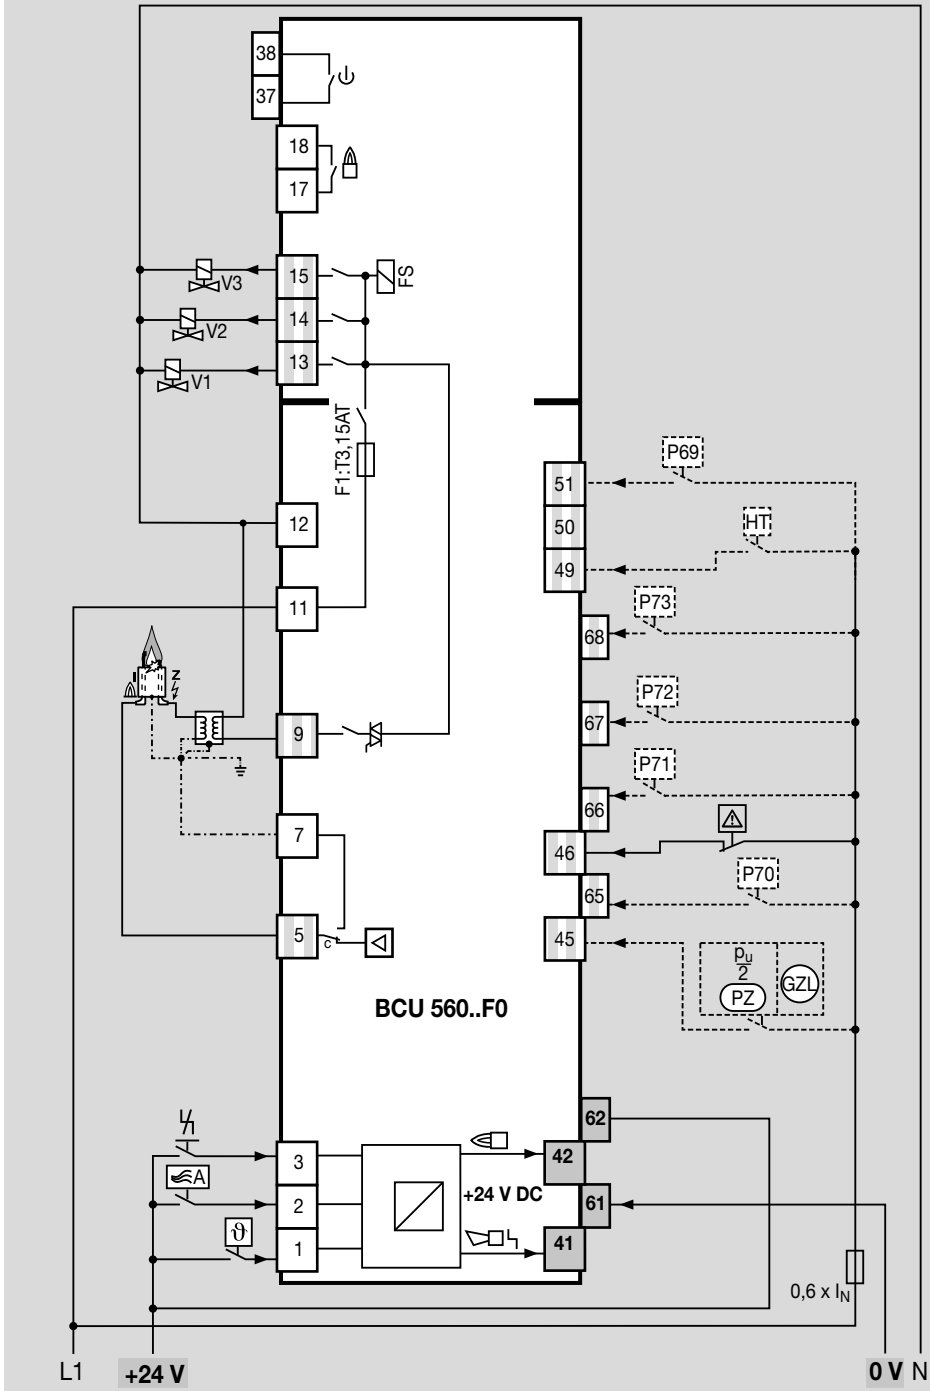 38
37
18
17
15
FS
V3
14
V2
13
V1
F1:T3,15AT
P69
51
12
50
HT
49
11
P73
68
I
Z
P72
67
9
P71
66
7
46
P70
65
5
45
c
pu
2
PZ
GZL
BCU 560..F0
62
3
42
A
+24 V DC
2
61
ϑ
1
41
0,6 x IN
L1
+24 V
0 V
N